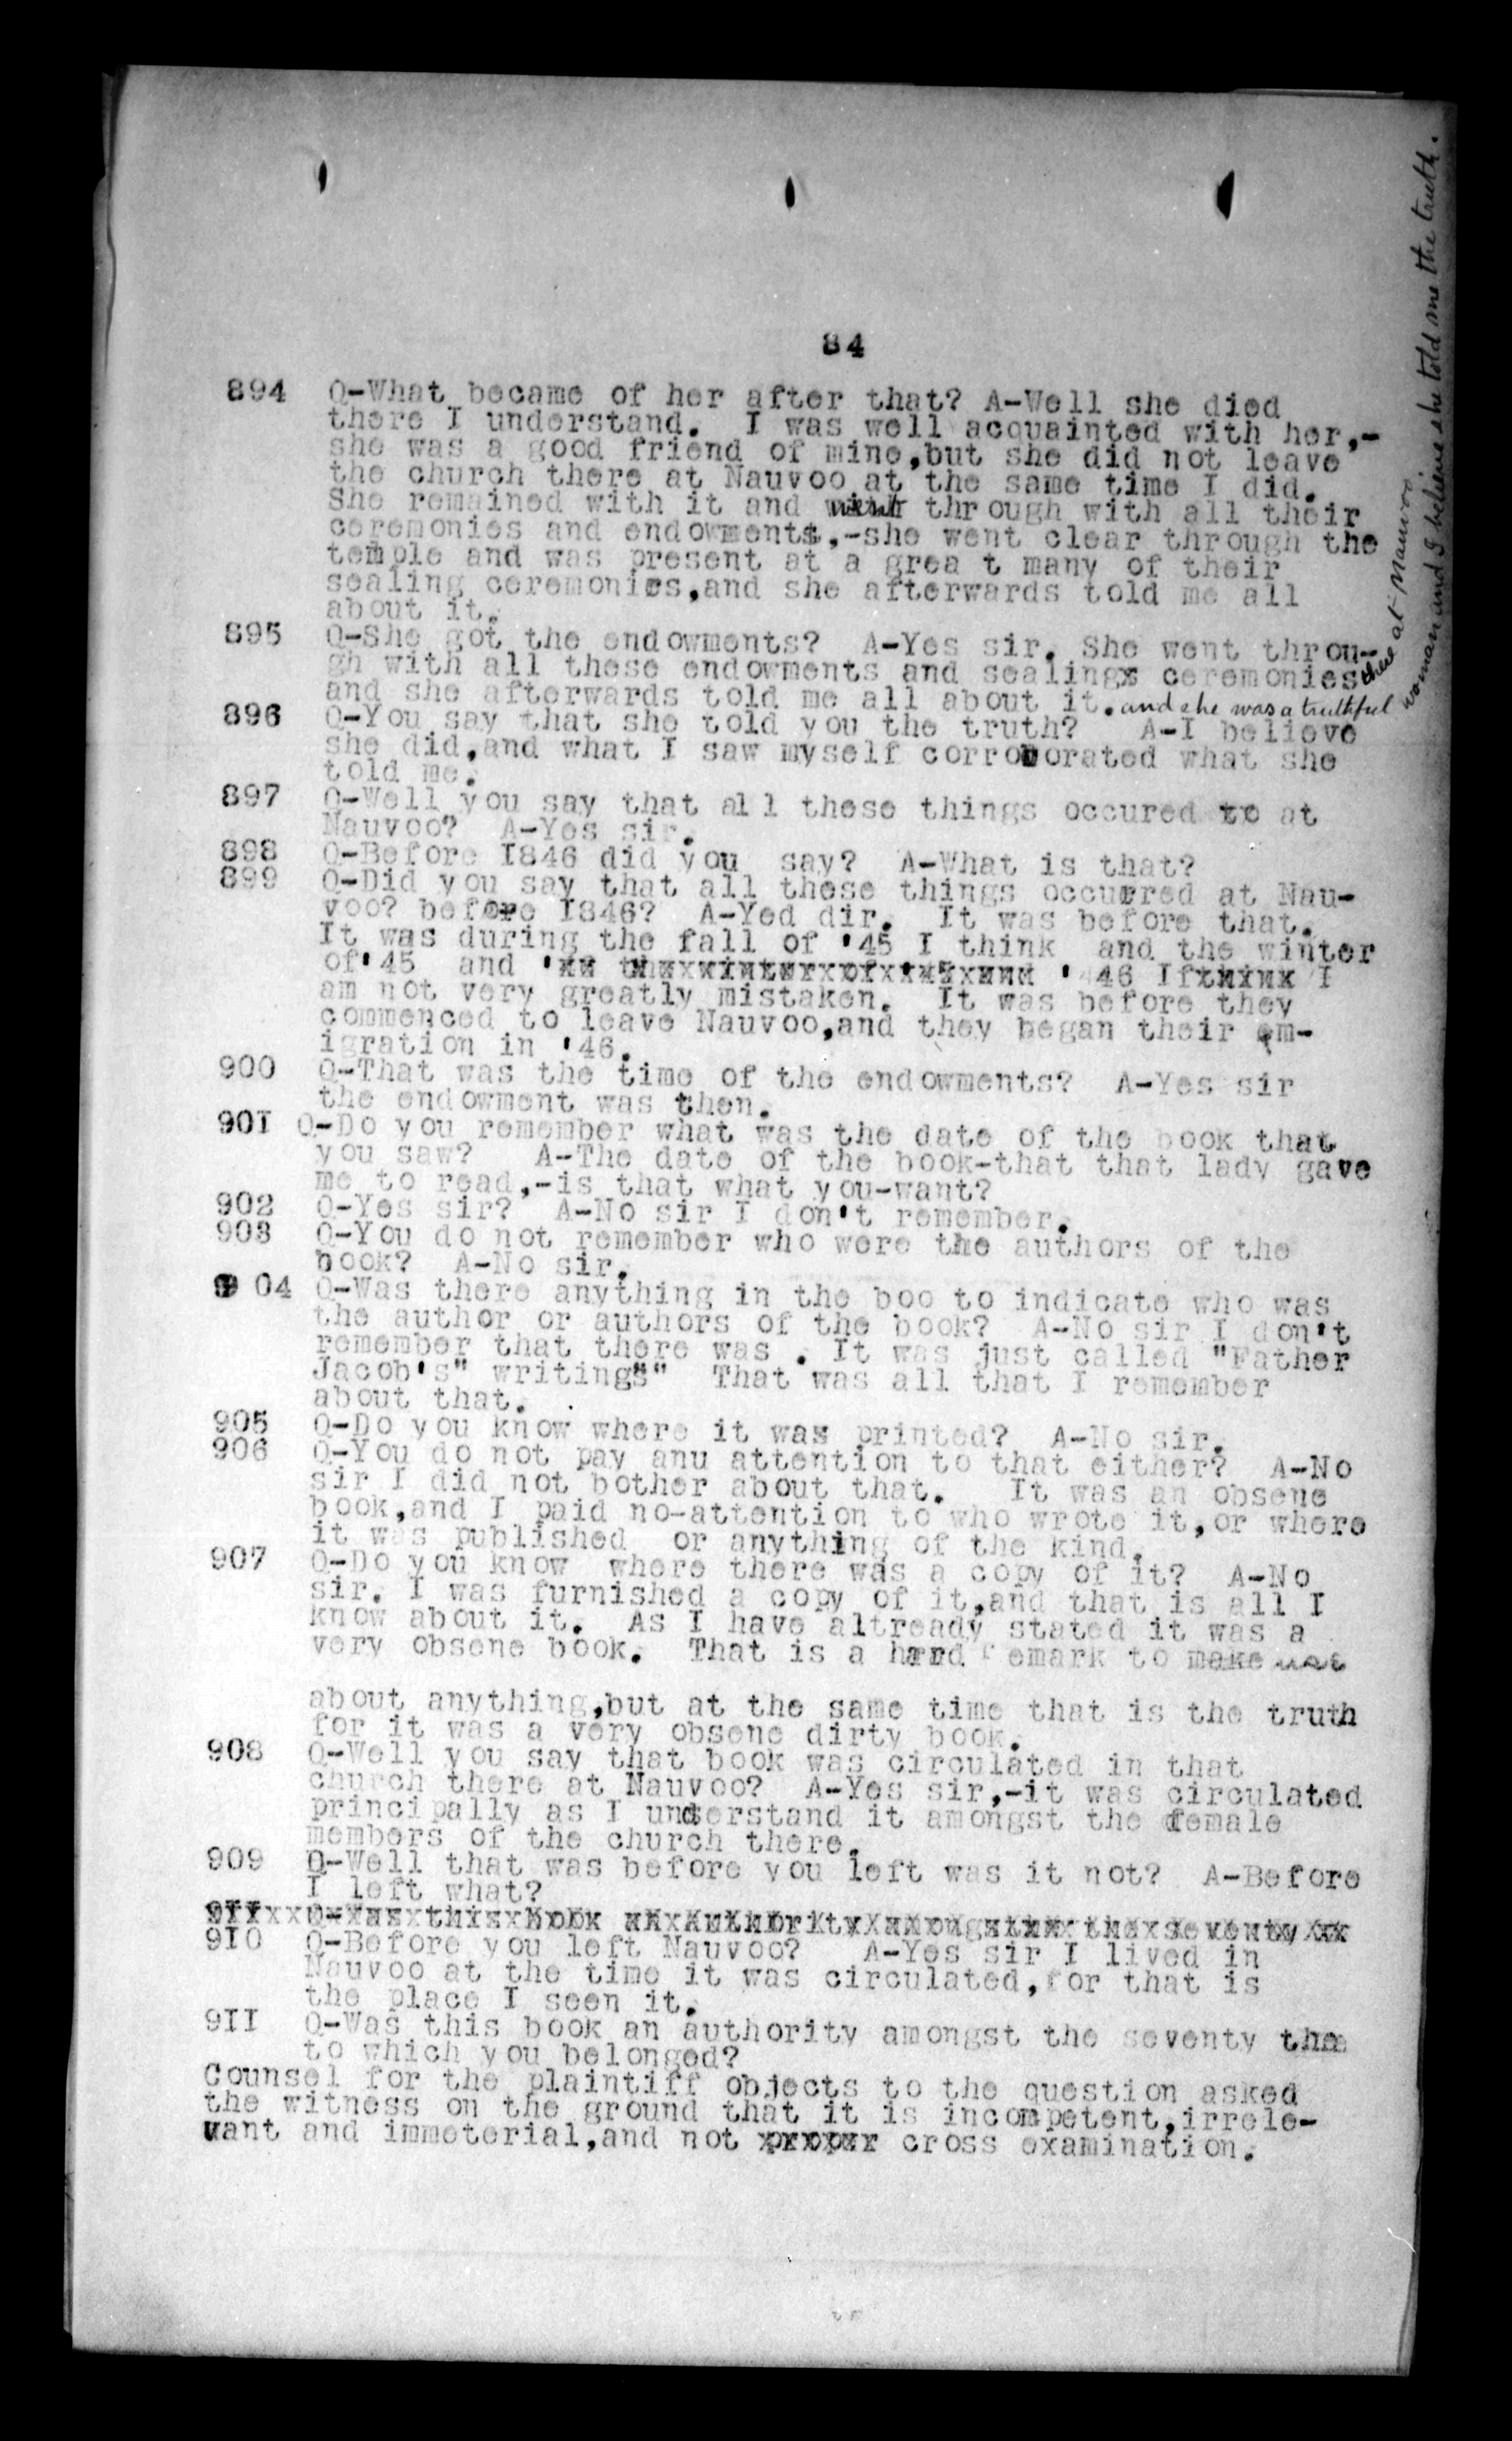 84
894 Q-What became of her after that? A-Well she died
there I understand. I was well acquainted with her,-
she was a good friend of mine,but she did not leave
the church there at Nauvoo at the same time I did.
She remained with it and went through with all their
ceremonies and endowments,-she went clear through the
temple and was present at a grea t many of their
sealing ceremonies,and she afterwards told me all
about it.
895 Q-She got the endowments? A-Yes sir. She went throu-
gh with all these endowments and sealing ceremonies there at Nauvoo
and she afterwards told me all about it. and she was a truthful
woman and I believe she told me the truth.
896 Q-You say that she told you the truth? A-I believe
she did,and what I saw myself corroborated what she
told me.
897 Q-Well you say that al l these things occured to at
Nauvoo? A-Yes sir.
898 Q-Before I846 did you say? A-What is that?
899 Q-Did you say that all these things occurred at Nau-
voo? before I846? A-Yed dir. It was before that.
It was during the fall of '45 I think and the winter
of'45 and ' 46 If I
am not very greatly mistaken. It was before they
commenced to leave Nauvoo,and they began their em-
igration in '46.
900 Q-That was the time of the endowments? A-Yes sir
the endowment was then.
90I Q-Do you remember what was the date of the book that
you saw? A-The date of the book-that that lady gave
me to read,-is that what you-want?
902 Q-Yes sir? A-No sir I don't remember.
903 Q-You do not remember who were the authors of the
book? A-No sir.
9 04 Q-Was there anything in the boo to indicate who was
the author or authors of the book? A-No sir I don't
remember that there was . It was just called "Father
Jacob's" writings" That was all that I remember
about that.
905 Q-Do you know where it was printed? A-No sir.
906 Q-You do not pay anu attention to that either? A-No
sir I did not bother about that. It was an obsene
book,and I paid no-attention to who wrote it,or where
it was published or anything of the kind.
907 Q-Do you know where there was a copy of it? A-No
sir. I was furnished a copy of it,and that is all I
know about it. As I have altready stated it was a
very obsene book. That is a hard remark to make
about anything,but at the same time that is the truth
for it was a very obsene dirty book.
908 Q-Well you say that book was circulated in that
church there at Nauvoo? A-Yes sir,-it was circulated
principally as I understand it amongst the female
members of the church there.
909 Q-Well that was before you left was it not? A-Before
I left what?
9II Q-Was this book an authority amongst the seventy
9I0 Q-Before you left Nauvoo? A-Yes sir I lived in
Nauvoo at the time it was circulated,for that is
the place I seen it.
9II Q-Was this book an authority amongst the seventy the
to which you belonged?
Counsel for the plaintiff objects to the question asked
the witness on the ground that it is incompetent,irrele-
vant and immeterial,and not proper cross examination.